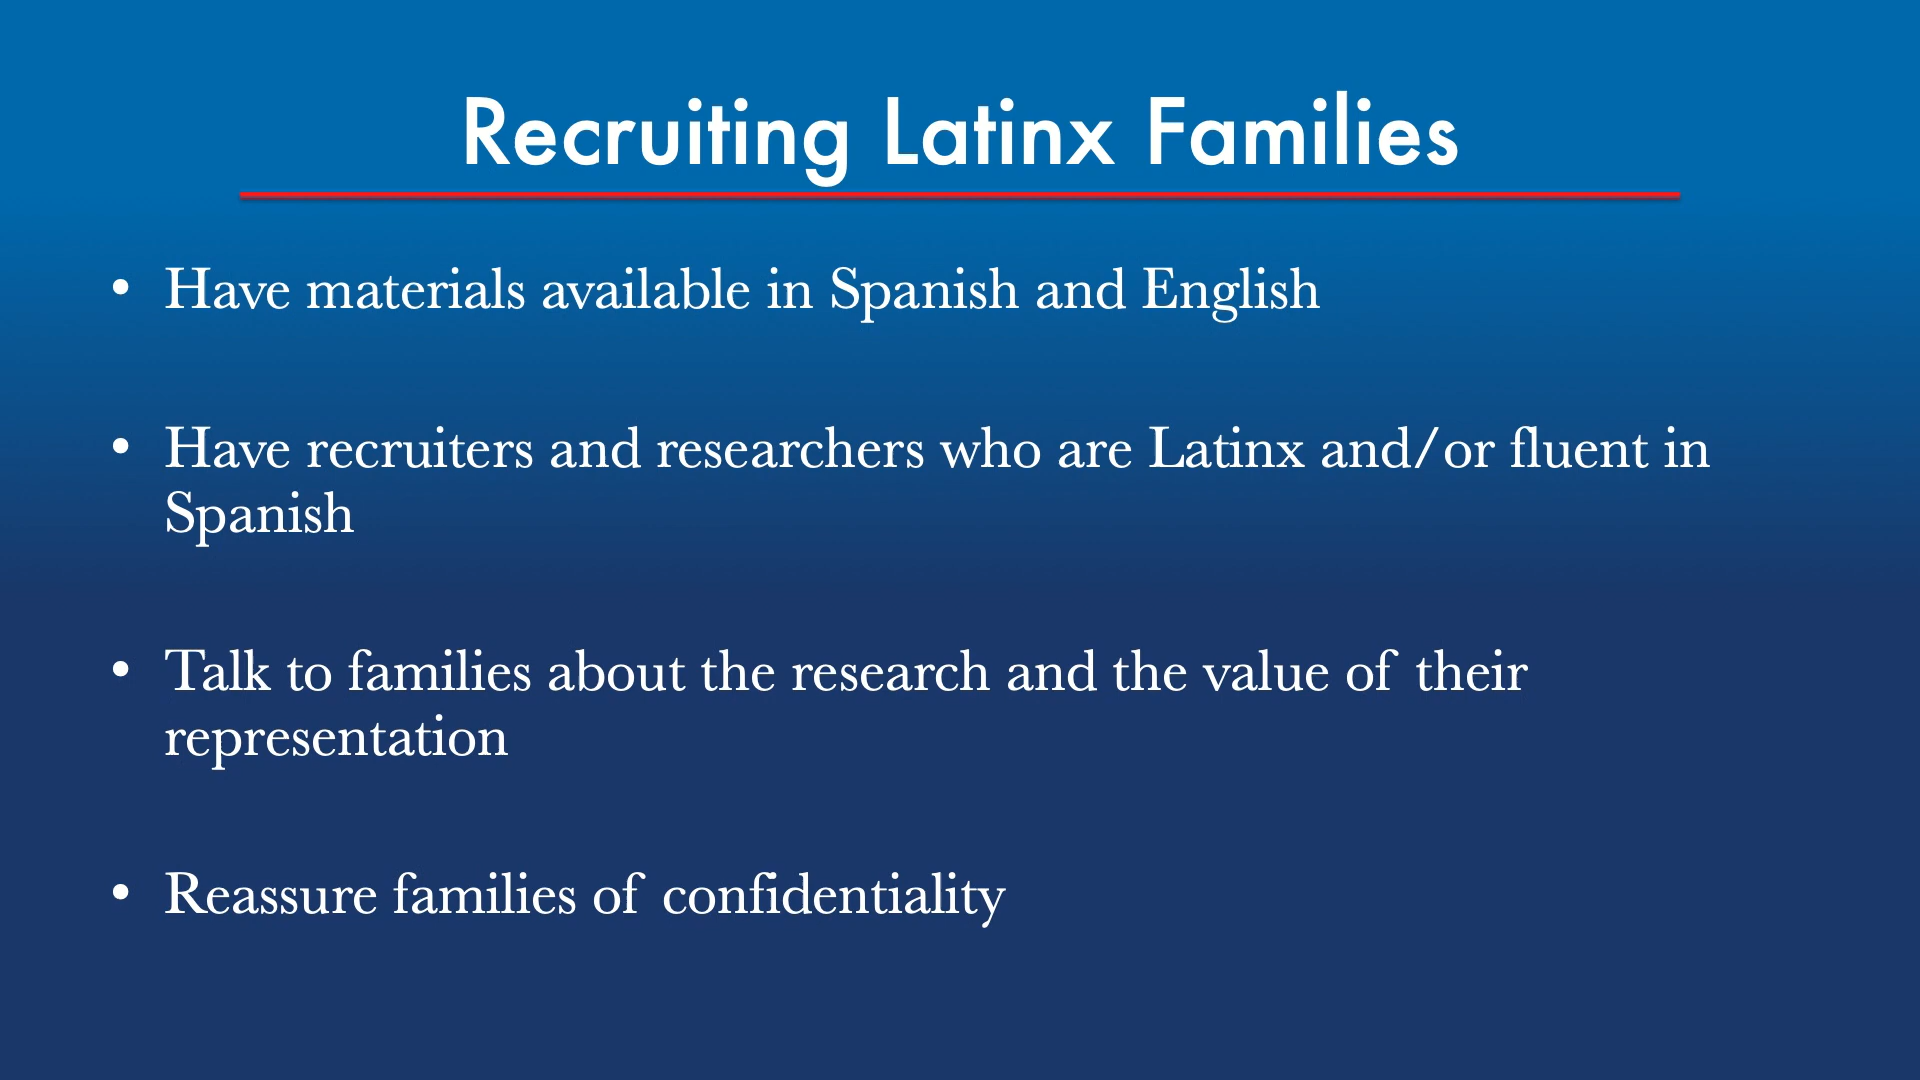 Recruiting Latinx Families
• Have materials available in Spanish and English
• Have recruiters and researchers who are Latinx and/or fluent in
Spanish
• Talk to families about the research and the value of their
representation
• Reassure families of confidentiality